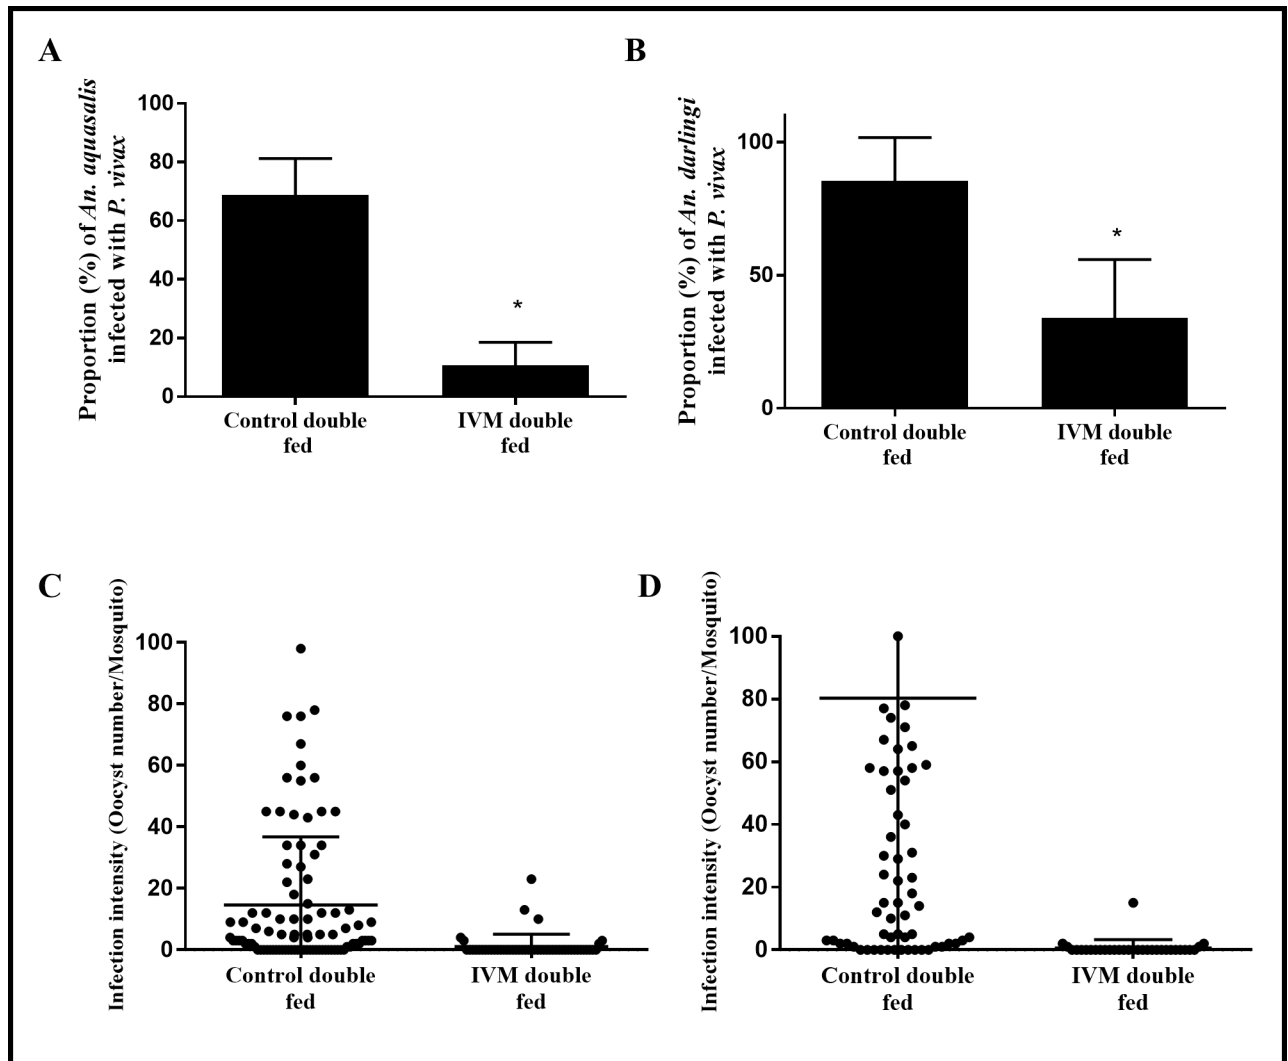 A
Proportion (%) of An. aquasalis
infected with P. vivax
100
80
60
40
20
0
*
Control double
fed
IVM double
fed
B
Proportion (%) of An. darlingi
infected with P. vivax
100
50
0
*
Control double
fed
IVM double
fed
C
Infection intensity (Oocyst number/Mosquito)
100
80
60
40
20
0
Control double
fed
IVM double
fed
D
Infection intensity (Oocyst number/Mosquito)
100
80
60
40
20
0
Control double
fed
IVM double
fed